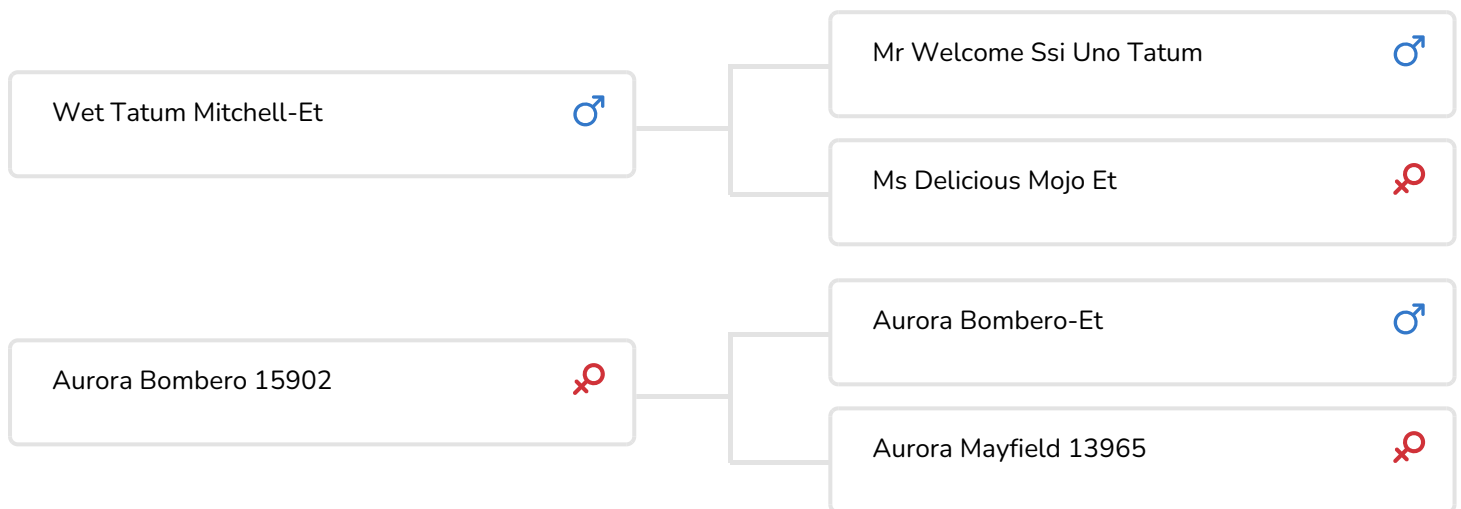 Wet Tatum Mitchell-Et
Mr Welcome Ssi Uno Tatum
Ms Delicious Mojo Et
Aurora Bombero 15902
Aurora Bombero-Et
Aurora Mayfield 13965